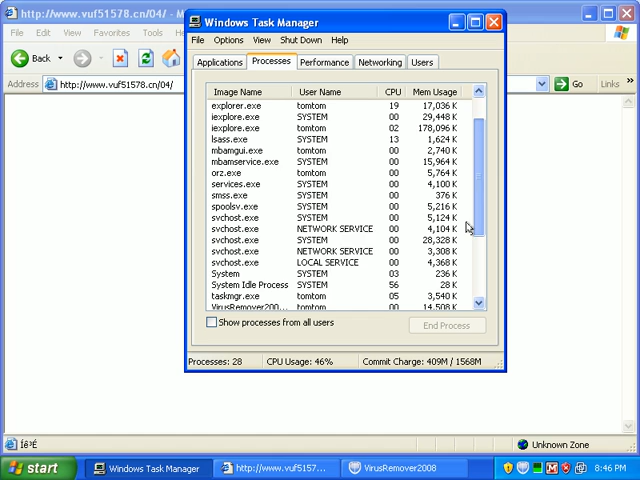 http://www.vuf51578.cn/04/ - M
File Edit View Favorites T
Back
Address http://www.vuf51578.cn/04/ Go Links »
Windows Task Manager
File Options View Shut Down Help
Applications Processes Performance Networking Users
Image Name User Name CPU Mem Usage
explorer.exe tomtom 19 17,036 K
iexplore.exe SYSTEM 00 29,448 K
iexplore.exe tomtom 02 178,096 K
lsass.exe SYSTEM 13 1,624 K
mbamgui.exe tomtom 00 2,740 K
mbamservice.exe SYSTEM 00 15,964 K
orz.exe tomtom 00 5,764 K
services.exe SYSTEM 00 4,100 K
smss.exe SYSTEM 00 376 K
spoolsv.exe SYSTEM 00 5,216 K
svchost.exe SYSTEM 00 5,124 K
svchost.exe NETWORK SERVICE 00 4,104 K
svchost.exe SYSTEM 00 28,328 K
svchost.exe NETWORK SERVICE 00 3,308 K
svchost.exe LOCAL SERVICE 00 4,368 K
System SYSTEM 03 236 K
System Idle Process SYSTEM 56 28 K
taskmgr.exe tomtom 05 3,540 K
VirusRemover200... tomtom 00 14,508 K
Show processes from all users
End Process
Processes: 28 CPU Usage: 46% Commit Charge: 409M / 1568M
Íê³É Unknown Zone
start Windows Task Manager http://www.vuf5157... VirusRemover2008 8:46 PM